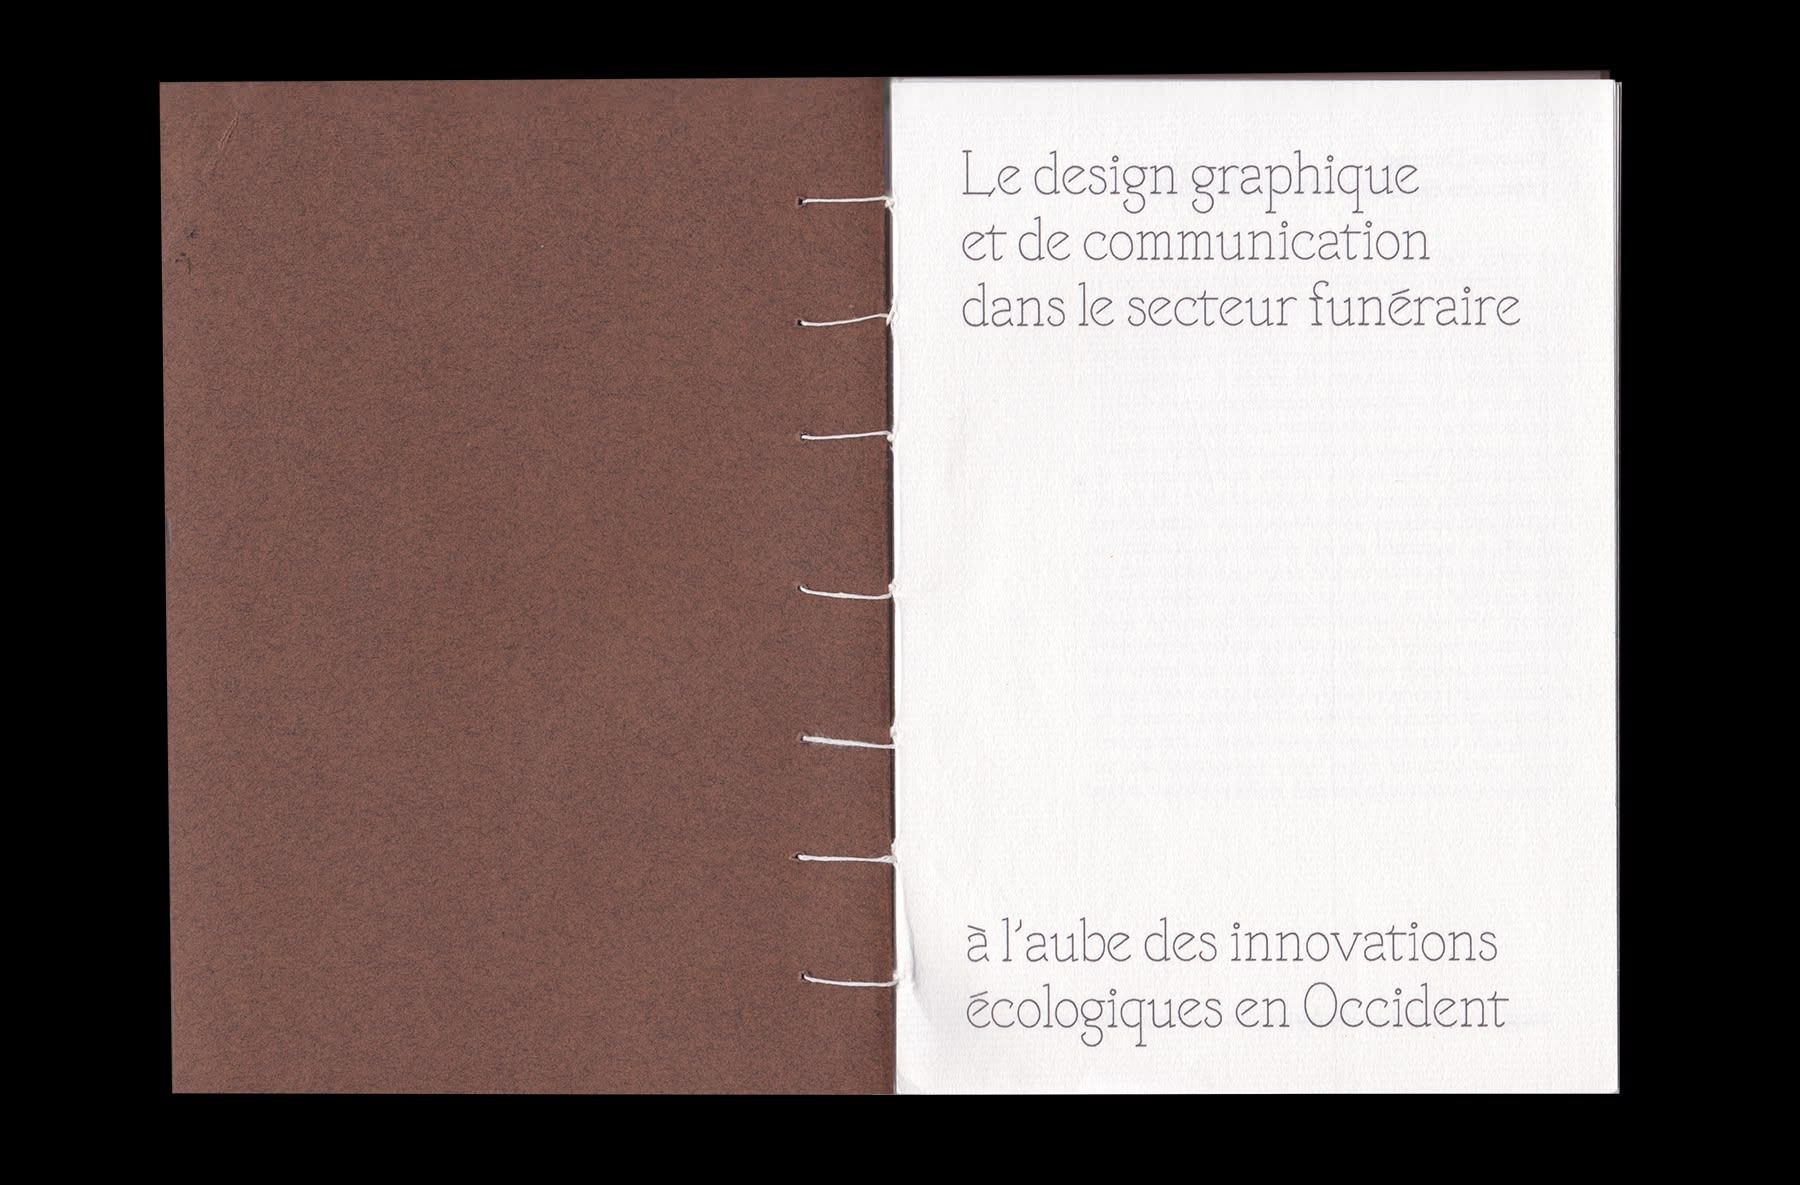 Le design graphique
et de communication
dans le secteur funéraire
à l'aube des innovations
écologiques en Occident